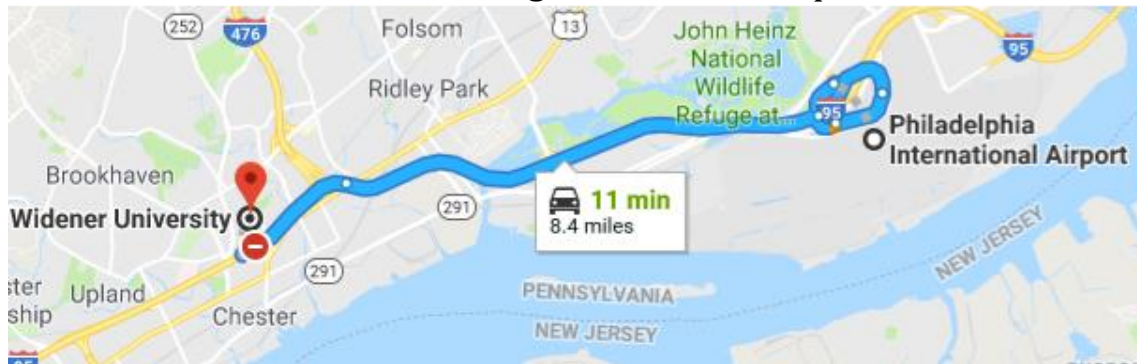 252
476
Folsom
13
John Heinz
National
Wildlife
Refuge at...
95
Ridley Park
95
Philadelphia
International Airport
Brookhaven
Widener University
291
11 min
8.4 miles
NEW JERSEY
291
Upland
Chester
PENNSYLVANIA
NEW JERSEY